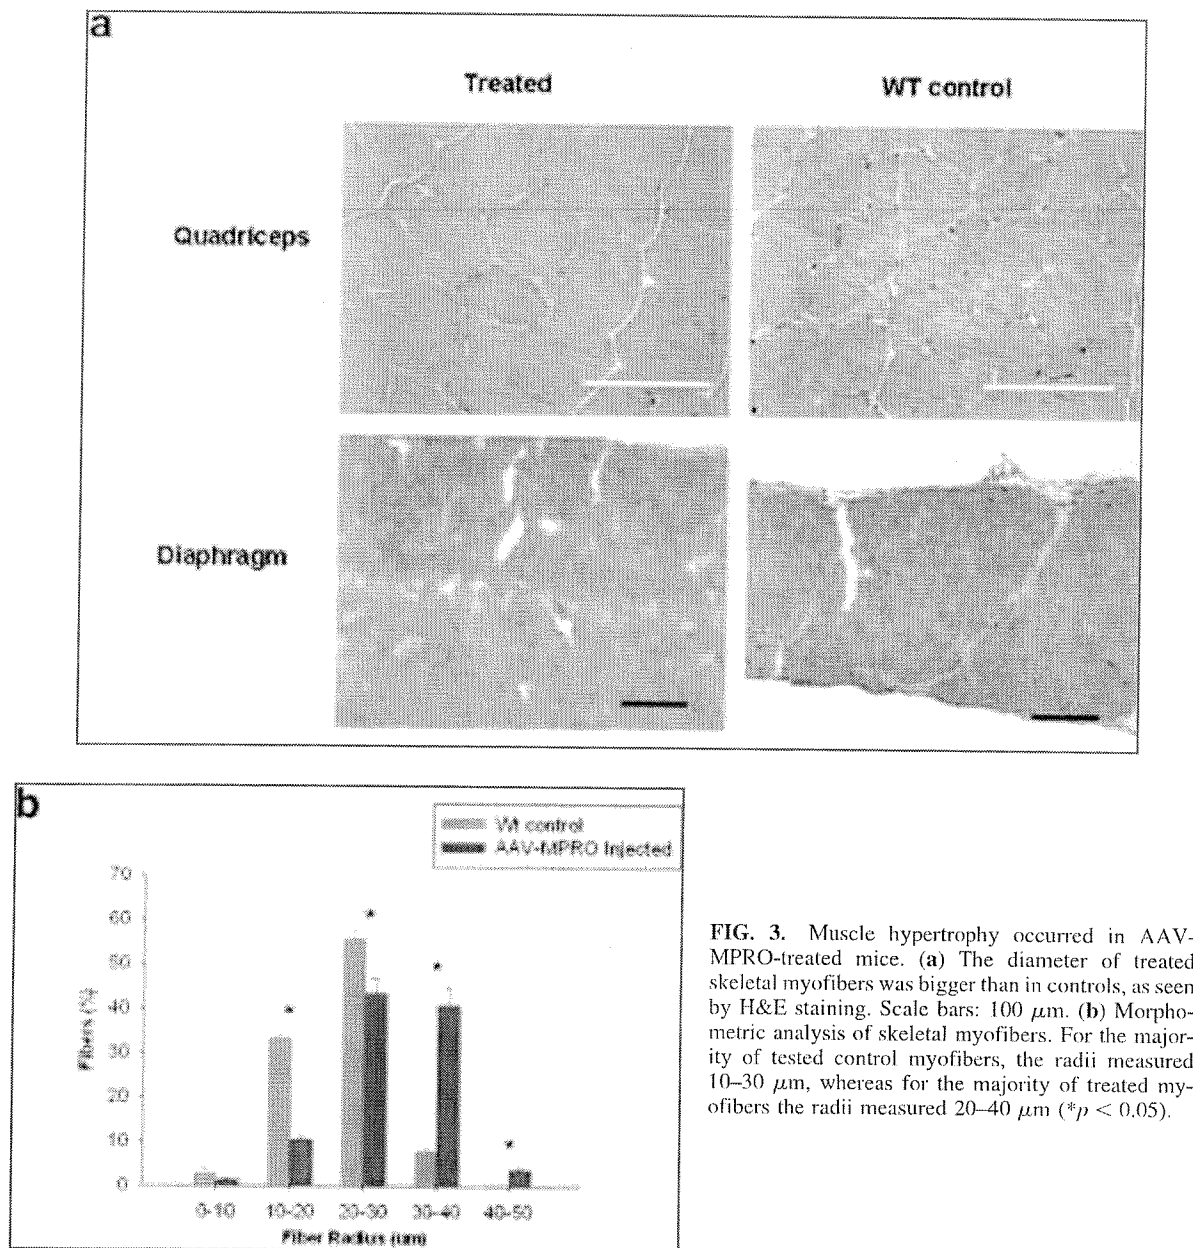 a
Treated WT control
Quadriceps
Diaphragm
b
Wt control
AAV-MPRO Injected
70
60
50
40
30
20
10
0
Fibers (%)
0-10 10-20 20-30 30-40 40-50
Fiber Radius (um)
* * * *
FIG. 3. Muscle hypertrophy occurred in AAV-
MPRO-treated mice. (a) The diameter of treated
skeletal myofibers was bigger than in controls, as seen
by H&E staining. Scale bars: 100 μm. (b) Morpho-
metric analysis of skeletal myofibers. For the major-
ity of tested control myofibers, the radii measured
10–30 μm, whereas for the majority of treated my-
ofibers the radii measured 20–40 μm (*p < 0.05).